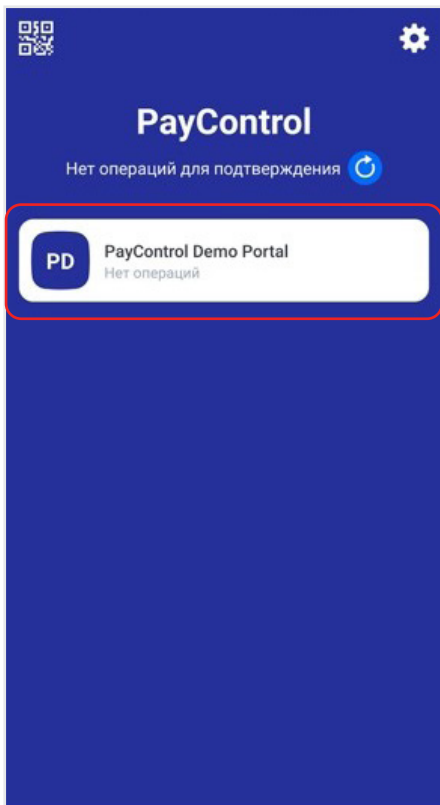 PayControl
Нет операций для подтверждения
PD
PayControl Demo Portal
Нет операций